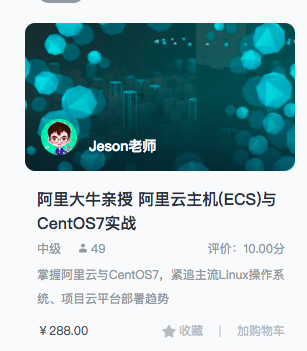 Jeson老师
阿里大牛亲授 阿里云主机(ECS)与
CentOS7实战
中级 49 评价：10.00分
掌握阿里云与CentOS7，紧追主流Linux操作系
统、项目云平台部署趋势
￥288.00 收藏 | 加购物车